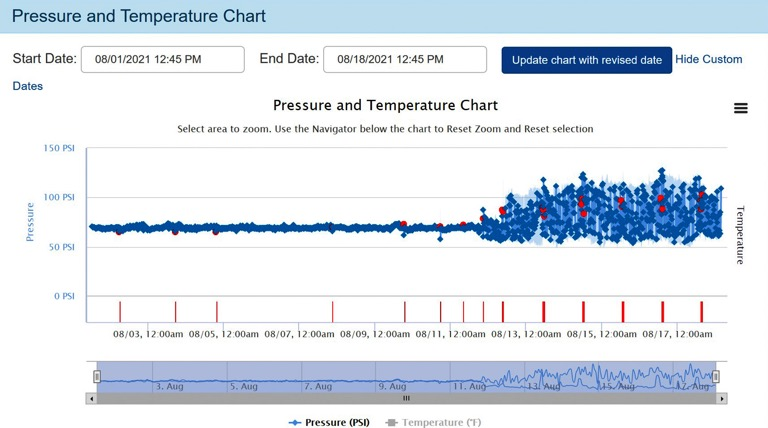 Pressure and Temperature Chart
Start Date: 08/01/2021 12:45 PM End Date: 08/18/2021 12:45 PM Update chart with revised date Hide Custom
Dates
Pressure and Temperature Chart
Select area to zoom. Use the Navigator below the chart to Reset Zoom and Reset selection
150 PSI
100 PSI
50 PSI
0 PSI
Pressure
Temperature
08/03, 12:00am 08/05, 12:00am 08/07, 12:00am 08/09, 12:00am 08/11, 12:00am 08/13, 12:00am 08/15, 12:00am 08/17, 12:00am
3. Aug 5. Aug 7. Aug 9. Aug 11. Aug 13. Aug 15. Aug 17. Aug
Pressure (PSI) Temperature (°F)